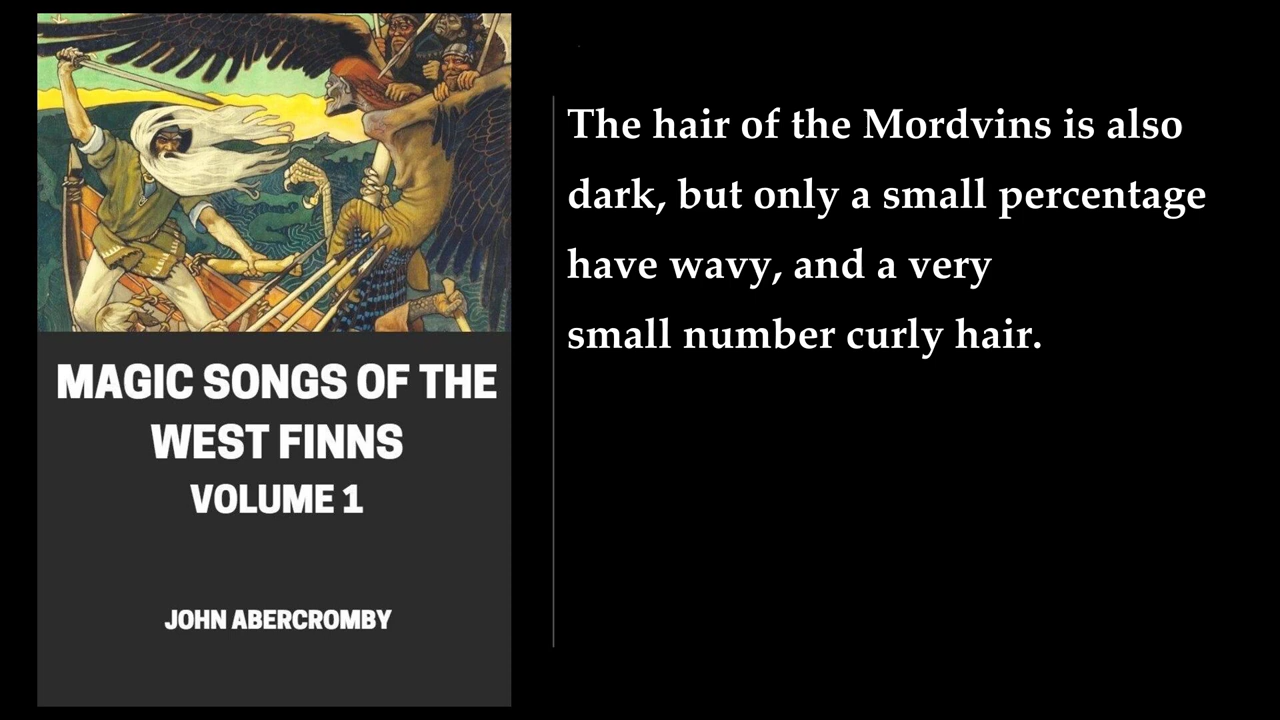 MAGIC SONGS OF THE
WEST FINNS
VOLUME 1
JOHN ABERCROMBY
The hair of the Mordvins is also
dark, but only a small percentage
have wavy, and a very
small number curly hair.